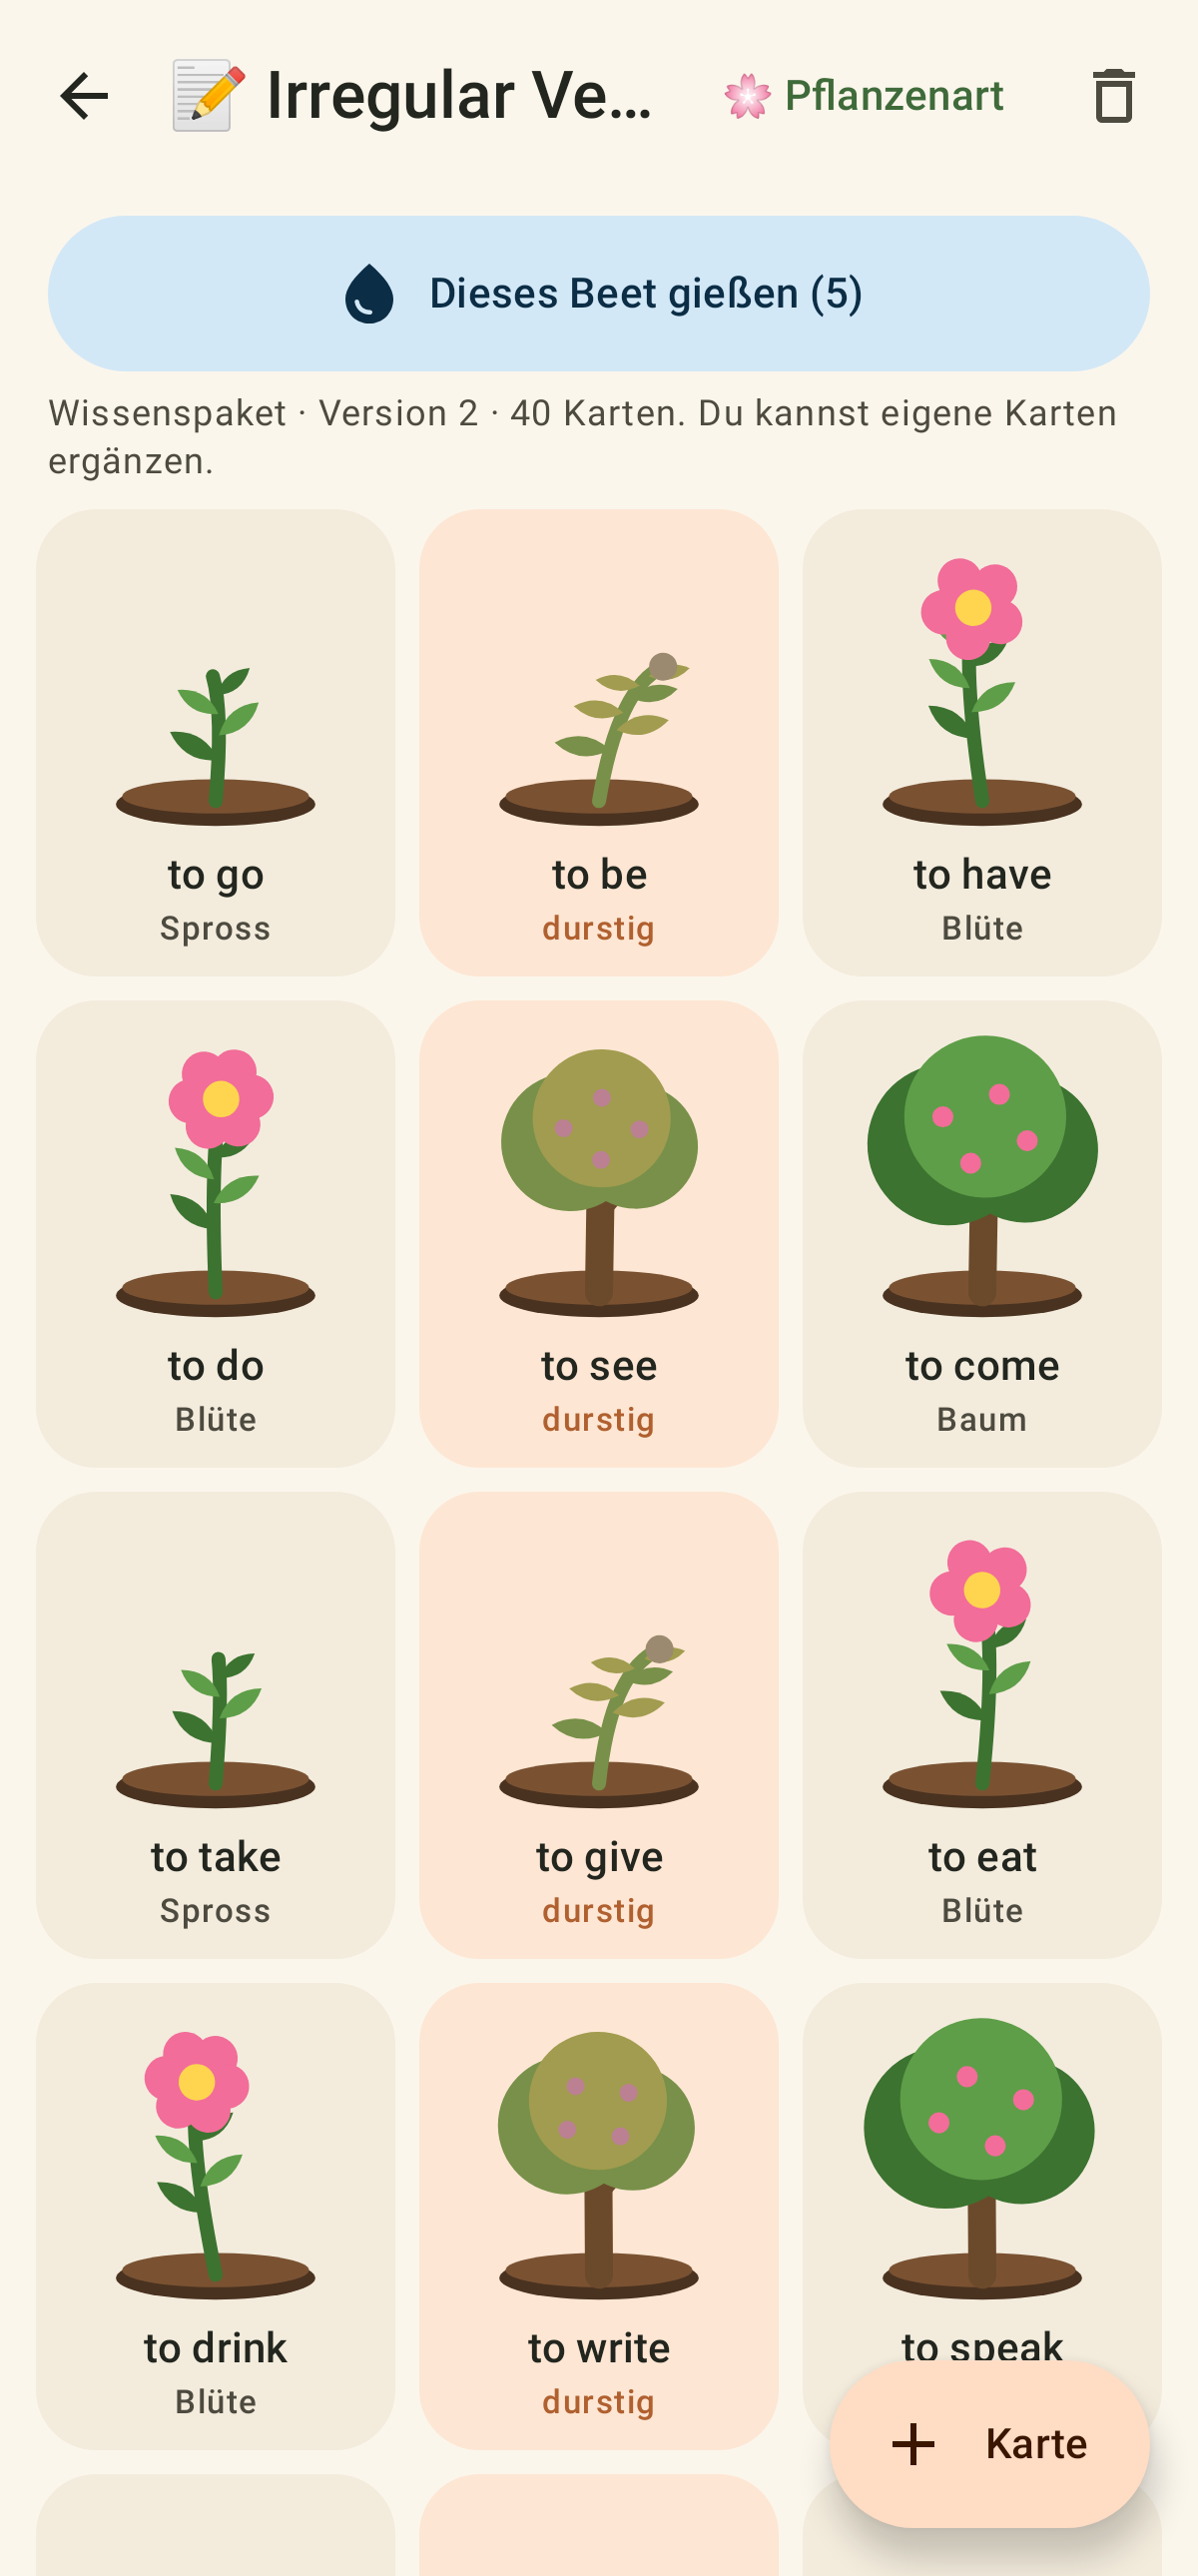 Irregular Ve...
Pflanzenart
Dieses Beet gießen (5)
Wissenspaket · Version 2 · 40 Karten. Du kannst eigene Karten
ergänzen.
to go
Spross
to be
durstig
to have
Blüte
to do
Blüte
to see
durstig
to come
Baum
to take
Spross
to give
durstig
to eat
Blüte
to drink
Blüte
to write
durstig
to speak
Karte